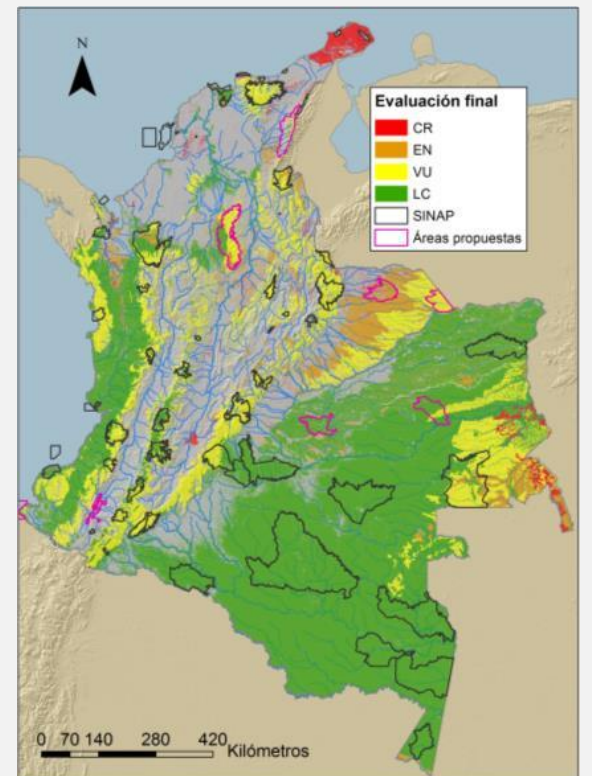 N
Evaluación final
CR
EN
VU
LC
SINAP
Áreas propuestas
0 70 140 280 420
Kilómetros